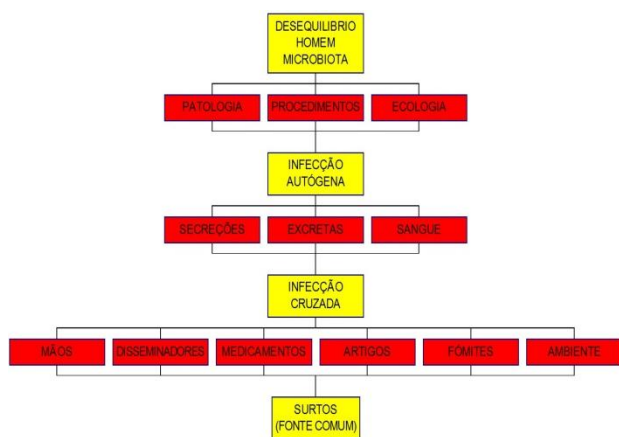 DESEQUILIBRIO
HOMEM
MICROBIOTA
PATOLOGIA
PROCEDIMENTOS
ECOLOGIA
INFECÇÃO
AUTÓGENA
SECREÇÕES
EXCRETAS
SANGUE
INFECÇÃO
CRUZADA
MÃOS
DISSEMINADORES
MEDICAMENTOS
ARTIGOS
FÔMITES
AMBIENTE
SURTOS
(FONTE COMUM)